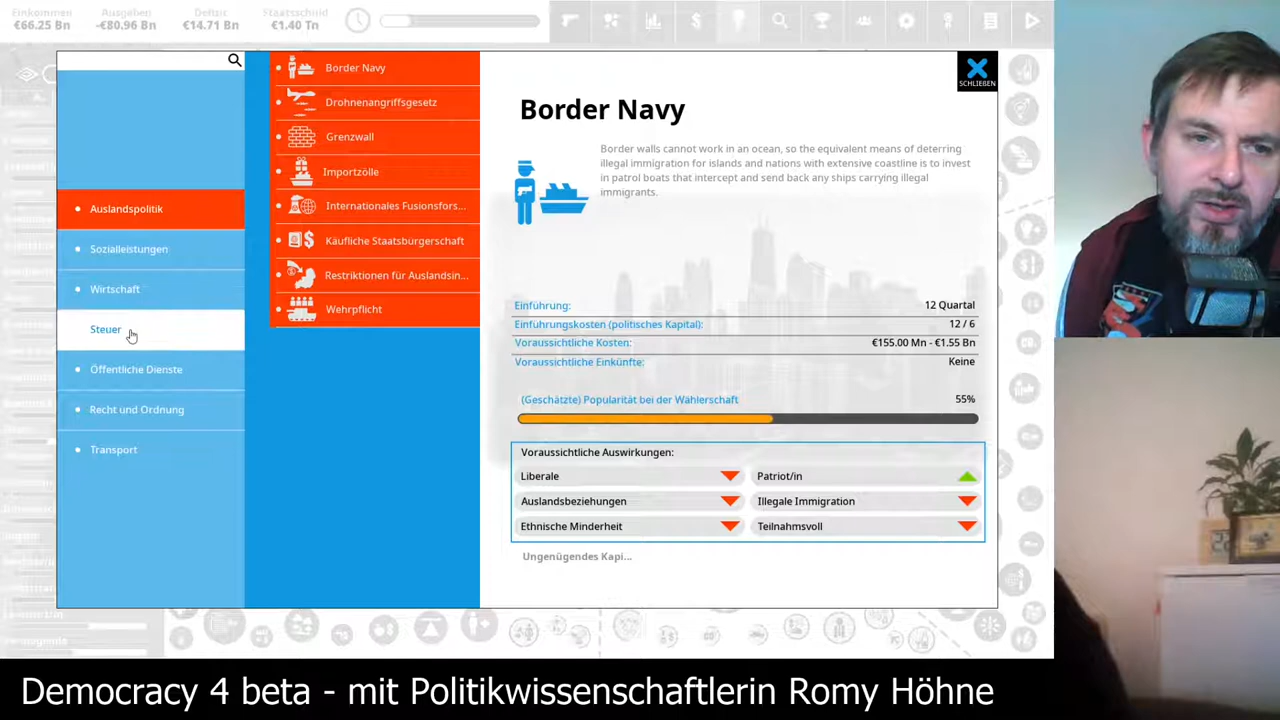 Einkommen
€66.25 Bn
Ausgaben
-€80.96 Bn
Defizit
€14.71 Bn
Staatsschuld
€1.40 Tn
SCHLIEßEN
Auslandspolitik
Sozialleistungen
Wirtschaft
Steuer
Öffentliche Dienste
Recht und Ordnung
Transport
Border Navy
Drohnenangriffsgesetz
Grenzwall
Importzölle
Internationales Fusionsfors...
Käufliche Staatsbürgerschaft
Restriktionen für Auslandsin...
Wehrpflicht
Border Navy
Border walls cannot work in an ocean, so the equivalent means of deterring
illegal immigration for islands and nations with extensive coastline is to invest
in patrol boats that intercept and send back any ships carrying illegal
immigrants.
Einführung: 12 Quartal
Einführungskosten (politisches Kapital): 12 / 6
Voraussichtliche Kosten: €155.00 Mn - €1.55 Bn
Voraussichtliche Einkünfte: Keine
(Geschätzte) Popularität bei der Wählerschaft 55%
Voraussichtliche Auswirkungen:
Liberale Patriot/in
Auslandsbeziehungen Illegale Immigration
Ethnische Minderheit Teilnahmsvoll
Ungenügendes Kapi...
Democracy 4 beta - mit Politikwissenschaftlerin Romy Höhne